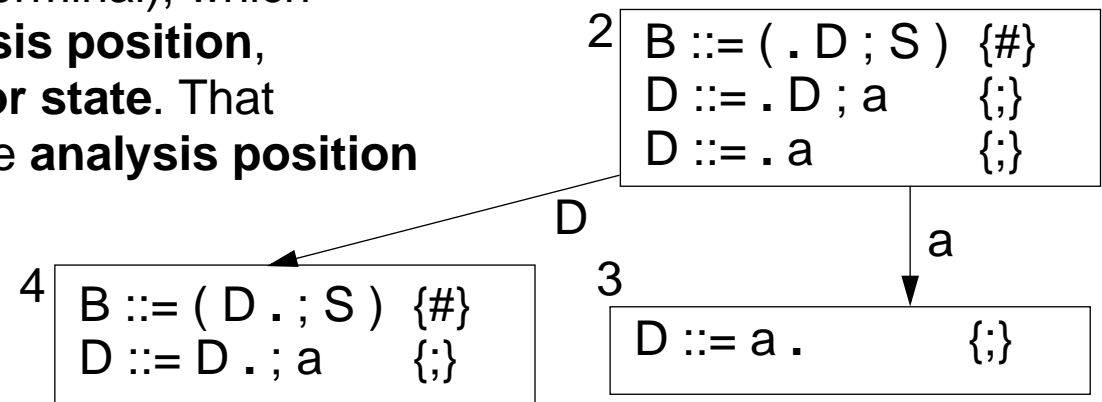 erminal), which
sis position,
or state. That
e analysis position
2
B ::= ( . D ; S ) {#}
D ::= . D ; a {;}
D ::= . a {;}
D
a
4
B ::= ( D . ; S ) {#}
D ::= D . ; a {;}
3
D ::= a . {;}